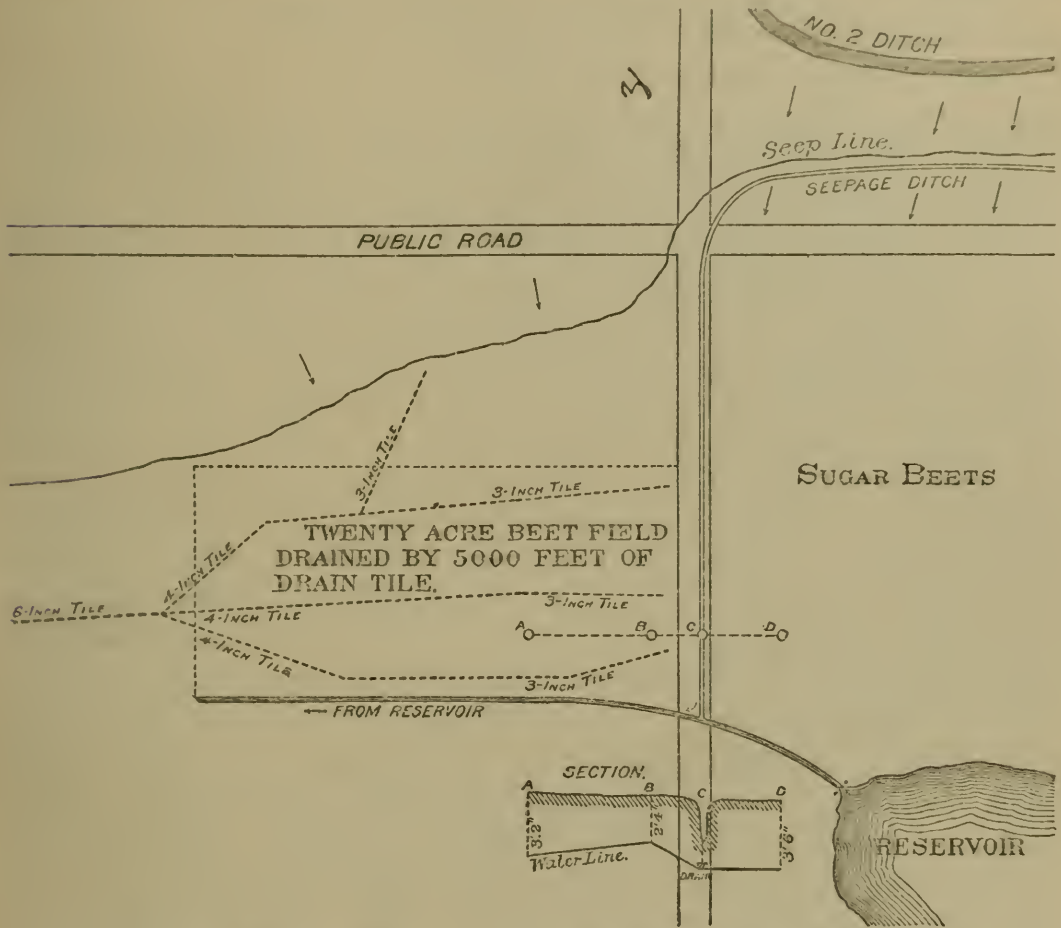 NO. 2 DITCH
Seep Line.
SEEPAGE DITCH
PUBLIC ROAD
3-INCH TILE
3-INCH TILE
SUGAR BEETS
TWENTY ACRE BEET FIELD
DRAINED BY 5000 FEET OF
DRAIN TILE.
4-INCH TILE
6-INCH TILE
4-INCH TILE
3-INCH TILE
A B C D
4-INCH TILE
3-INCH TILE
← FROM RESERVOIR
SECTION.
A B C D
3'.2"
2'4"
3'6"
Water Line.
DRAIN
RESERVOIR